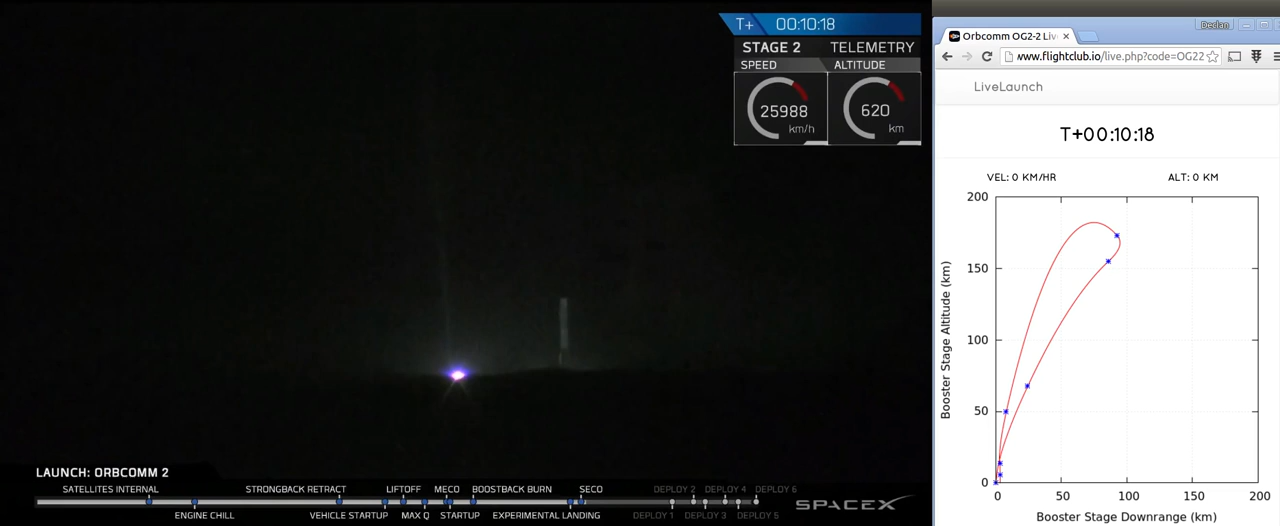 T+ 00:10:18
STAGE 2 TELEMETRY
SPEED ALTITUDE
25988 620
km/h km
LAUNCH: ORBCOMM 2
SATELLITES INTERNAL STRONGBACK RETRACT LIFTOFF MECO BOOSTBACK BURN SECO DEPLOY 2 DEPLOY 4 DEPLOY 6
ENGINE CHILL VEHICLE STARTUP MAX Q STARTUP EXPERIMENTAL LANDING DEPLOY 1 DEPLOY 3 DEPLOY 5
SPACEX
Declan
Orbcomm OG2-2 Liv
www.flightclub.io/live.php?code=OG22
LiveLaunch
T+00:10:18
VEL: 0 KM/HR ALT: 0 KM
200
150
100
50
0
0 50 100 150 200
Booster Stage Altitude (km)
Booster Stage Downrange (km)